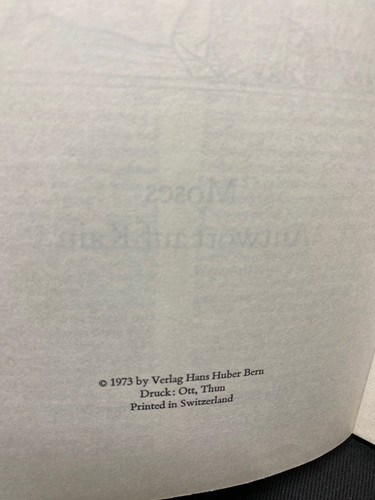 Moses
Antwort auf Kain
© 1973 by Verlag Hans Huber Bern
Druck: Ott, Thun
Printed in Switzerland